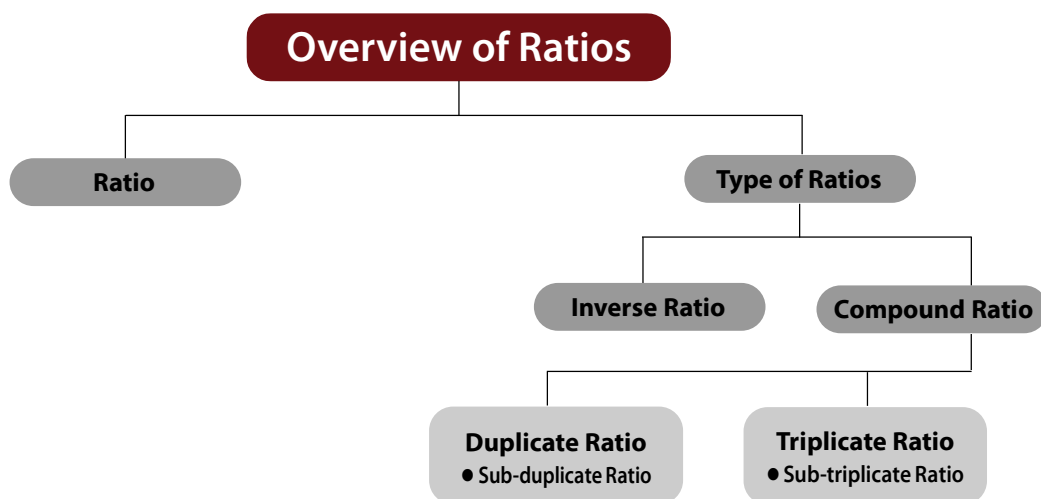 Overview of Ratios
Ratio
Type of Ratios
Inverse Ratio
Compound Ratio
Duplicate Ratio
• Sub-duplicate Ratio
Triplicate Ratio
• Sub-triplicate Ratio